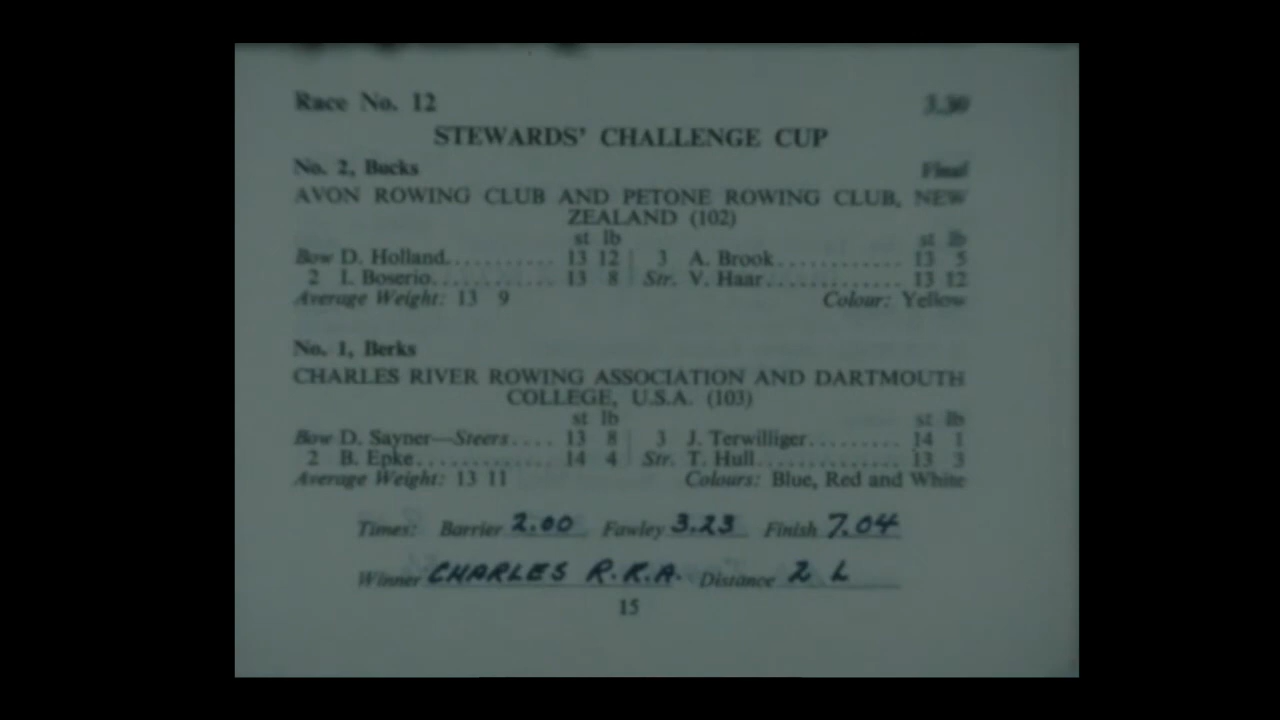 Race No. 12 3.30
STEWARDS' CHALLENGE CUP
No. 2, Bucks Final
AVON ROWING CLUB AND PETONE ROWING CLUB, NEW
ZEALAND (102)
st lb st lb
Bow D. Holland.......... 13 12 | 3 A. Brook........... 13 5
2 I. Boserio........... 13 8 | Str. V. Haar............ 13 12
Average Weight: 13 9 Colour: Yellow
No. 1, Berks
CHARLES RIVER ROWING ASSOCIATION AND DARTMOUTH
COLLEGE, U.S.A. (103)
st lb st lb
Bow D. Sayner—Steers.... 13 8 | 3 J. Terwilliger........ 14 1
2 B. Epke............. 14 4 | Str. T. Hull............ 13 3
Average Weight: 13 11 Colours: Blue, Red and White
Times: Barrier 2.00 Fawley 3.23 Finish 7.04
Winner CHARLES R.R.A. Distance 2 L
15